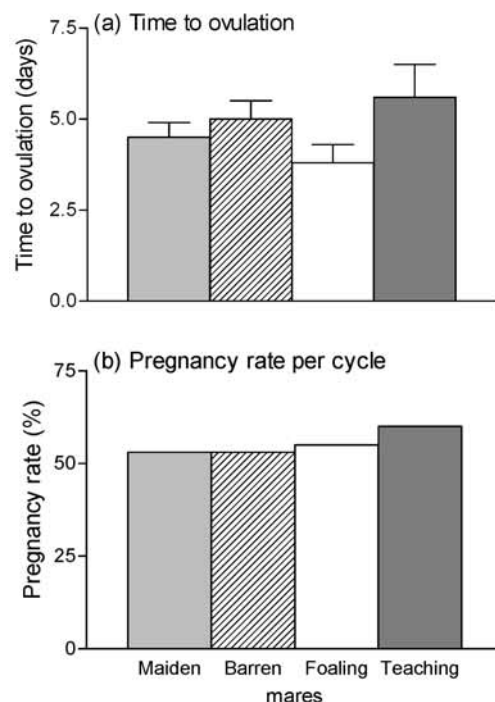 (a) Time to ovulation
Time to ovulation (days)
7.5
5.0
2.5
0.0
(b) Pregnancy rate per cycle
Pregnancy rate (%)
75
50
25
0
Maiden Barren Foaling Teaching
mares